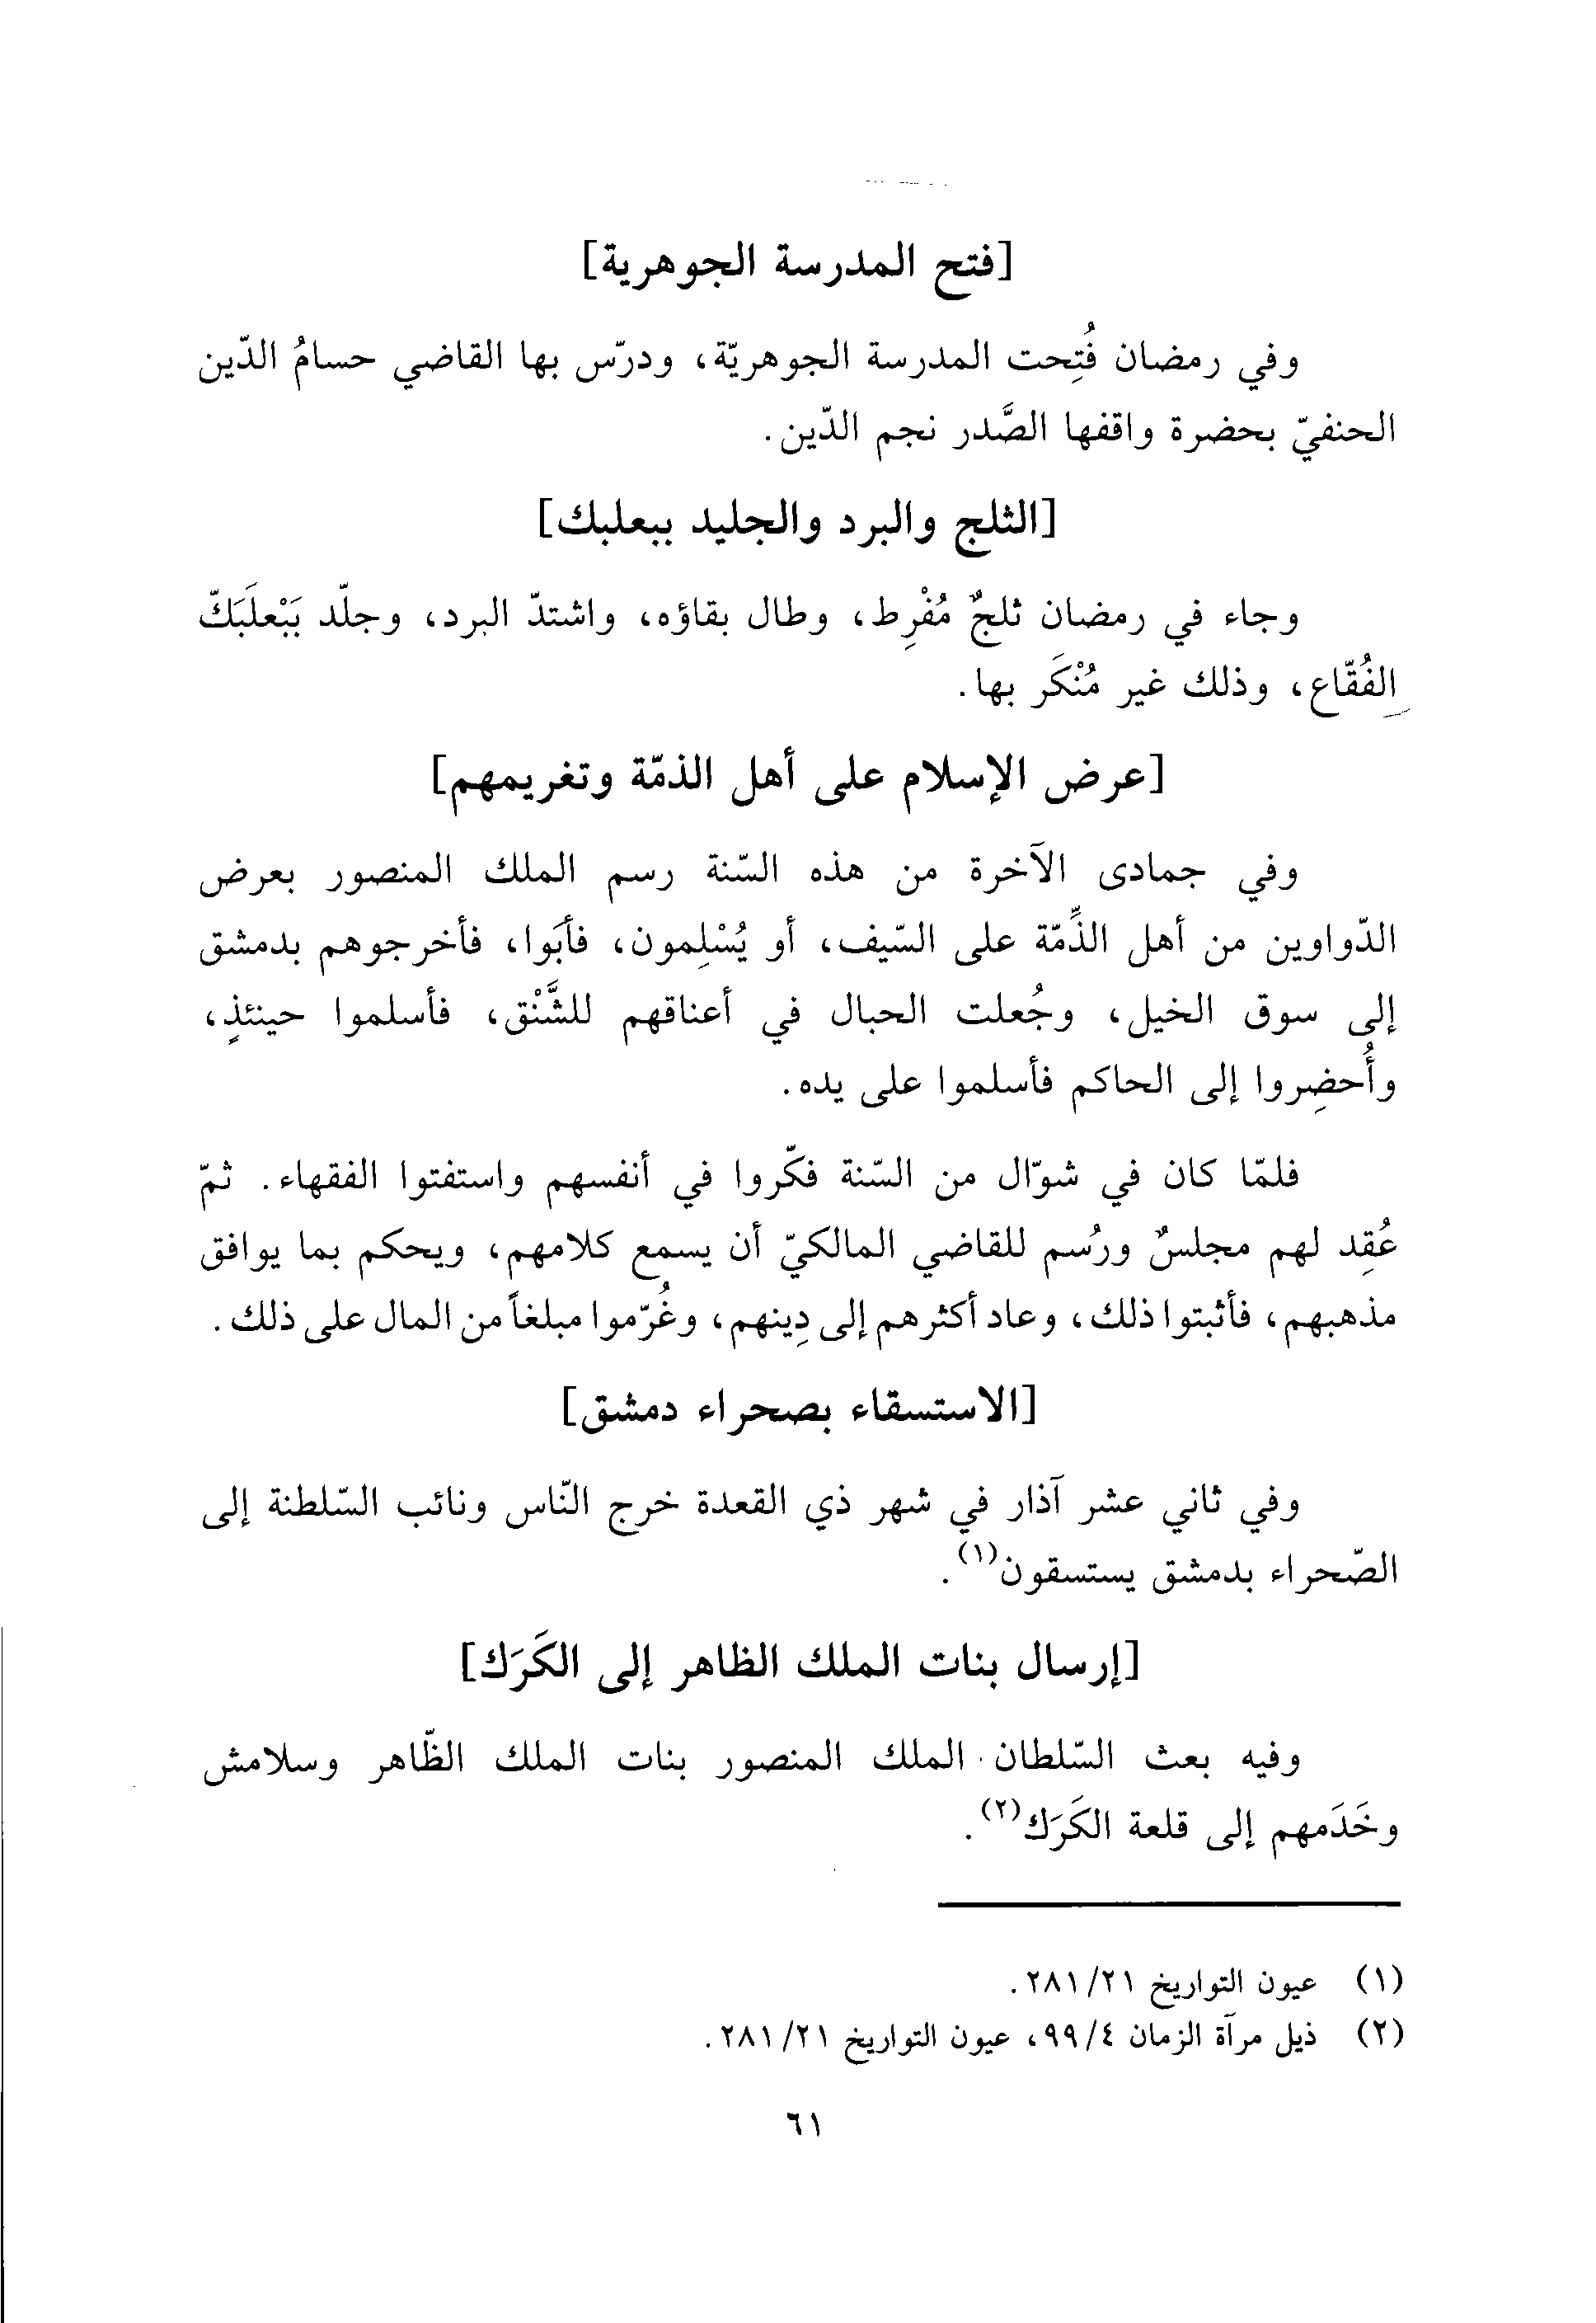 [فتح المدرسة الجوهرية]
وفي رمضان فُتِحت المدرسة الجوهريّة، ودرّس بها القاضي حسامُ الدّين
الحنفيّ بحضرة واقفها الصَّدر نجم الدّين.
[الثلج والبرد والجليد ببعلبك]
وجاء في رمضان ثلجٌ مُفْرِط، وطال بقاؤه، واشتدّ البرد، وجلّد بَبْعلَبَكّ
الفُقّاع، وذلك غير مُنْكَر بها.
[عرض الإسلام على أهل الذمّة وتغريمهم]
وفي جمادى الآخرة من هذه السّنة رسم الملك المنصور بعرض
الدّواوين من أهل الذِّمّة على السّيف، أو يُسْلِمون، فأبَوا، فأخرجوهم بدمشق
إلى سوق الخيل، وجُعلت الحبال في أعناقهم للشَّنْق، فأسلموا حينئذٍ،
وأُحضِروا إلى الحاكم فأسلموا على يده.
فلمّا كان في شوّال من السّنة فكّروا في أنفسهم واستفتوا الفقهاء. ثمّ
عُقِد لهم مجلسٌ ورُسم للقاضي المالكيّ أن يسمع كلامهم، ويحكم بما يوافق
مذهبهم، فأثبتوا ذلك، وعاد أكثرهم إلى دِينهم، وغُرّموا مبلغاً من المال على ذلك.
[الاستسقاء بصحراء دمشق]
وفي ثاني عشر آذار في شهر ذي القعدة خرج النّاس ونائب السّلطنة إلى
الصّحراء بدمشق يستسقون(١).
[إرسال بنات الملك الظاهر إلى الكَرَك]
وفيه بعث السّلطان الملك المنصور بنات الملك الظّاهر وسلامش
وخَدَمهم إلى قلعة الكَرَك(٢).
(١) عيون التواريخ ٢٨١/٢١.
(٢) ذيل مرآة الزمان ٩٩/٤، عيون التواريخ ٢٨١/٢١.
٦١